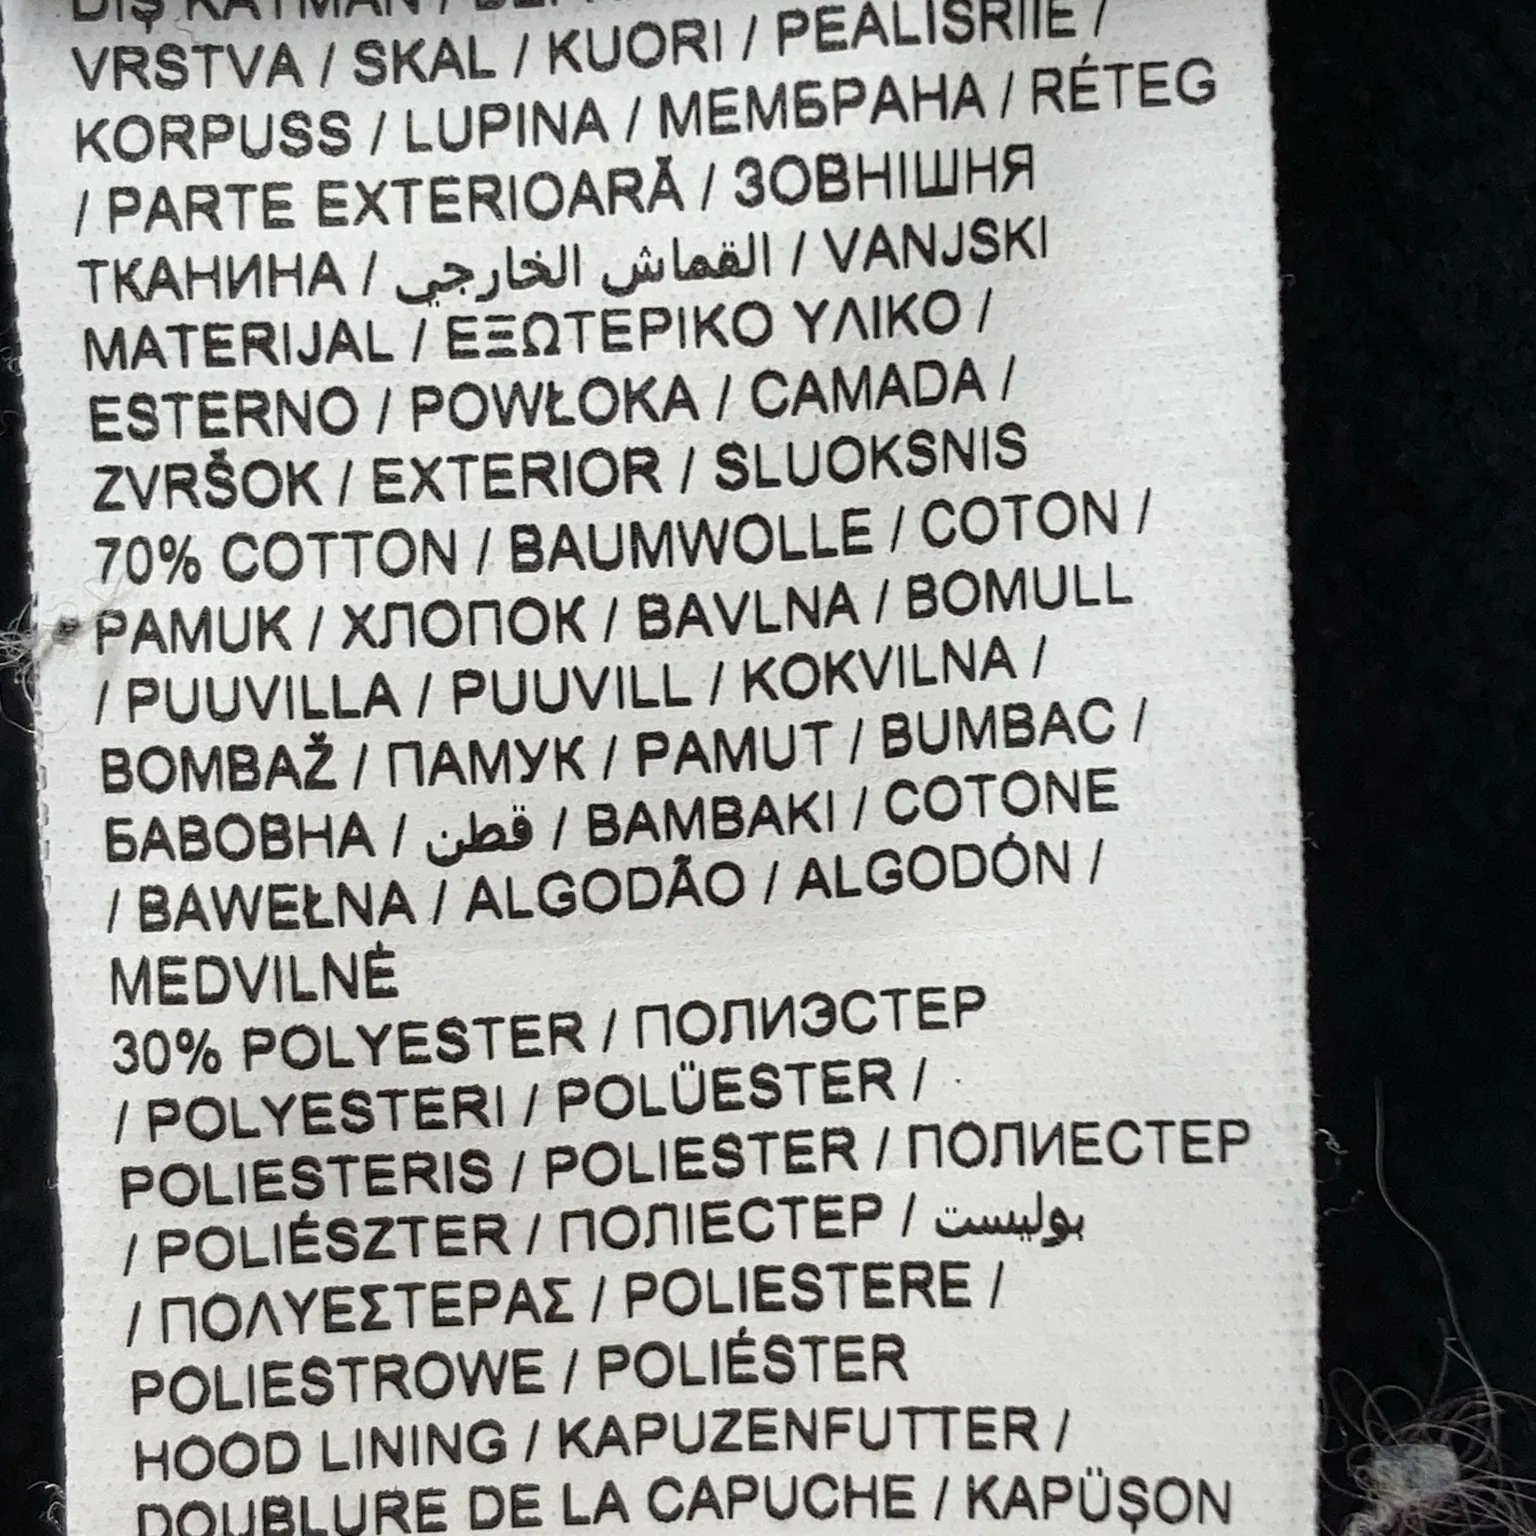 DIŞ KATMAN /
VRSTVA / SKAL / KUORI / PEALISRIIE /
KORPUSS / LUPINA / МЕМБРАНА / RÉTEG
/ PARTE EXTERIOARĂ / ЗОВНІШНЯ
ТКАНИНА / القماش الخارجي / VANJSKI
MATERIJAL / ΕΞΩΤΕΡΙΚΟ ΥΛΙΚΟ /
ESTERNO / POWŁOKA / CAMADA /
ZVRŠOK / EXTERIOR / SLUOKSNIS
70% COTTON / BAUMWOLLE / COTON /
PAMUK / ХЛОПОК / BAVLNA / BOMULL
/ PUUVILLA / PUUVILL / KOKVILNA /
BOMBAŽ / ПАМУК / PAMUT / BUMBAC /
БАВОВНА / قطن / BAMBAKI / COTONE
/ BAWEŁNA / ALGODÃO / ALGODÓN /
MEDVILNĖ
30% POLYESTER / ПОЛИЭСТЕР
/ POLYESTERI / POLÜESTER /
POLIESTERIS / POLIESTER / ПОЛИЕСТЕР
/ POLIÉSZTER / ПОЛІЕСТЕР / بوليست
/ ΠΟΛΥΕΣΤΕΡΑΣ / POLIESTERE /
POLIESTROWE / POLIÉSTER
HOOD LINING / KAPUZENFUTTER /
DOUBLURE DE LA CAPUCHE / KAPÜŞON